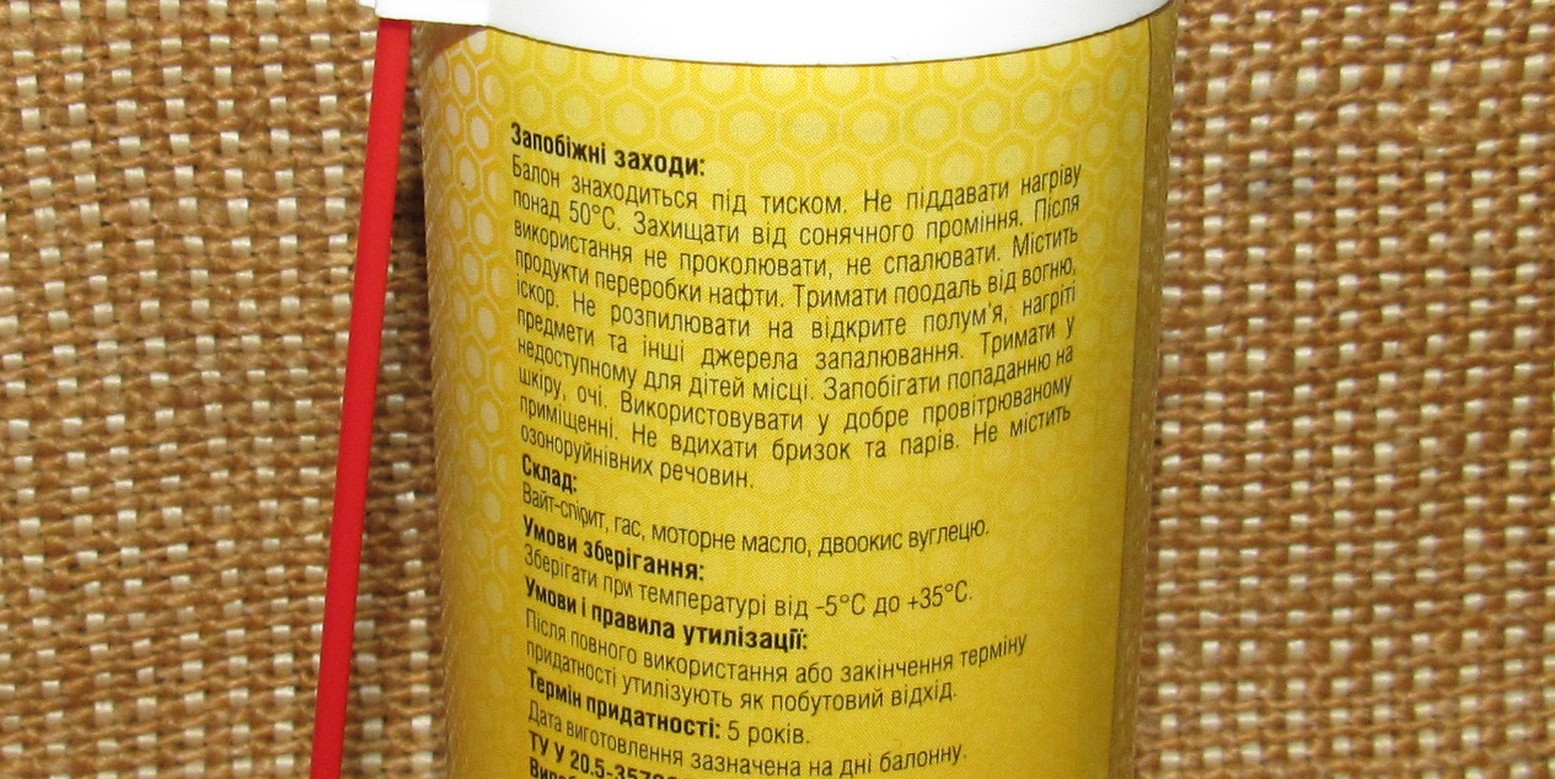 Запобіжні заходи:
Балон знаходиться під тиском. Не піддавати нагріву
понад 50°C. Захищати від сонячного проміння. Після
використання не проколювати, не спалювати. Містить
продукти переробки нафти. Тримати поодаль від вогню,
іскор. Не розпилювати на відкрите полум'я, нагріті
предмети та інші джерела запалювання. Тримати у
недоступному для дітей місці. Запобігати попаданню на
шкіру, очі. Використовувати у добре провітрюваному
приміщенні. Не вдихати бризок та парів. Не містить
озоноруйнівних речовин.
Склад:
Вайт-спірит, гас, моторне масло, двоокис вуглецю.
Умови зберігання:
Зберігати при температурі від -5°C до +35°C.
Умови і правила утилізації:
Після повного використання або закінчення терміну
придатності утилізують як побутовий відхід.
Термін придатності: 5 років.
Дата виготовлення зазначена на дні балонну.
ТУ У 20.5-357